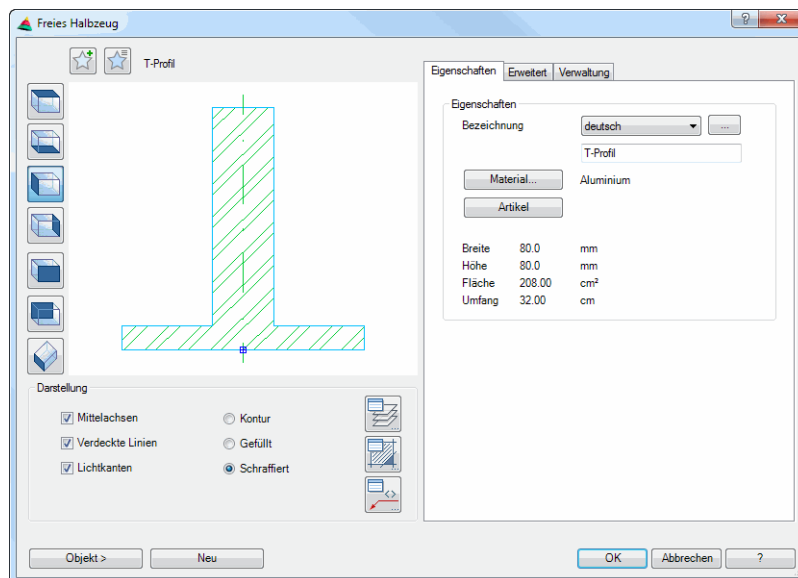 Freies Halbzeug
?
T-Profil
Eigenschaften Erweitert Verwaltung
Eigenschaften
Bezeichnung deutsch ...
T-Profil
Material... Aluminium
Artikel
Breite 80.0 mm
Höhe 80.0 mm
Fläche 208.00 cm²
Umfang 32.00 cm
Darstellung
Mittelachsen Kontur
Verdeckte Linien Gefüllt
Lichtkanten Schraffiert
Objekt > Neu OK Abbrechen ?